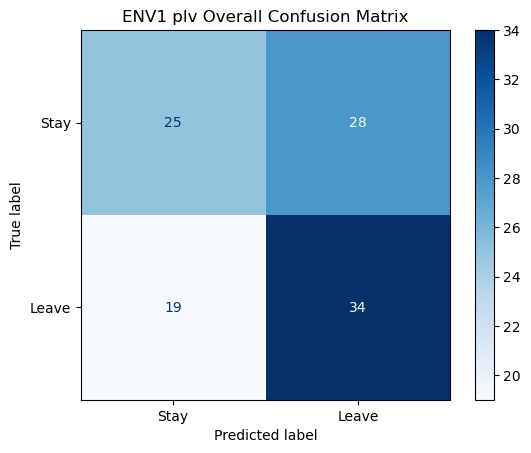 ENV1 plv Overall Confusion Matrix
Stay
25
28
Leave
19
34
Stay
Leave
True label
Predicted label
34
32
30
28
26
24
22
20